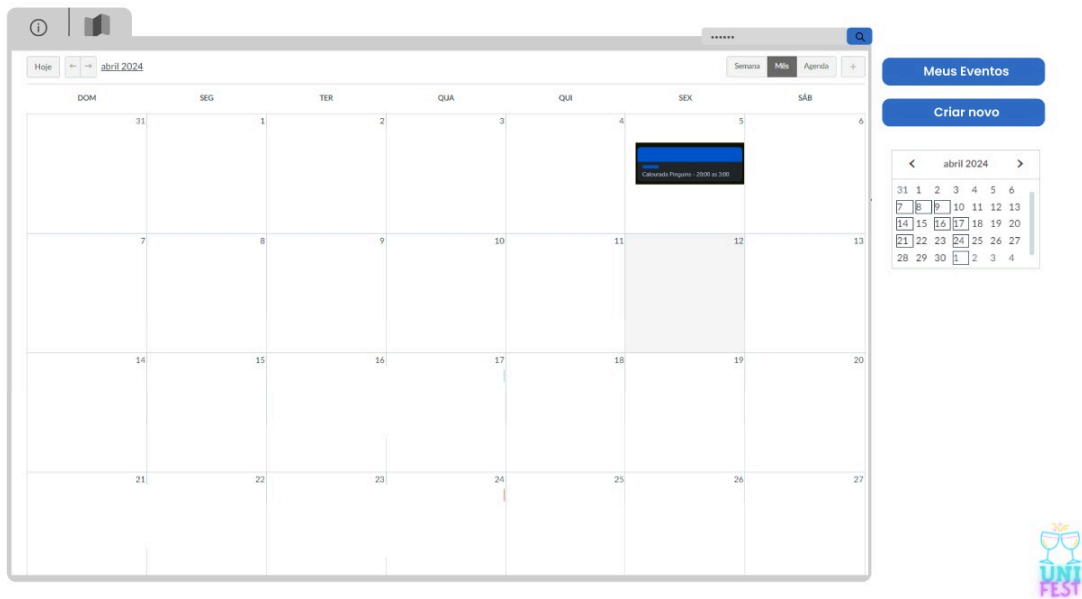 Hoje ← → abril 2024
Semana Mês Agenda +
Meus Eventos
Criar novo
DOM SEG TER QUA QUI SEX SÁB
31 1 2 3 4 5 6
Calourada Pinguino - 20:00 as 3:00
7 8 9 10 11 12 13
14 15 16 17 18 19 20
21 22 23 24 25 26 27
< abril 2024 >
31 1 2 3 4 5 6
7 8 9 10 11 12 13
14 15 16 17 18 19 20
21 22 23 24 25 26 27
28 29 30 1 2 3 4
UNI
FEST